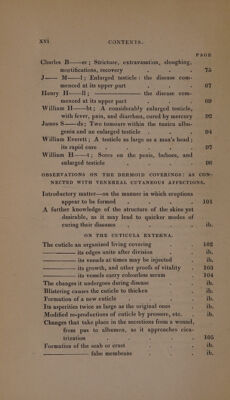 xvi CONTENTS.
PAGE
Charles B——er; Stricture, extravasation, sloughing,
mortifications, recovery . . . 75
J—— M——l; Enlarged testicle: the disease com-
menced at its upper part . . . 87
Henry H——ll; —————— the disease com-
menced at its upper part . . . 89
William H——ht; A considerably enlarged testicle,
with fever, pain, and diarrhœa, cured by mercury 92
James S——ds; Two tumours within the tunica albu-
genia and an enlarged testicle . . 94
William Everett; A testicle as large as a man's head;
its rapid cure . . . . 97
William H——t; Sores on the penis, buboes, and
enlarged testicle . . . . 98
OBSERVATIONS ON THE DERMOID COVERINGS: AS CON-
NECTED WITH VENEREAL CUTANEOUS AFFECTIONS.
Introductory matter—on the manner in which eruptions
appear to be formed . . . 101
A further knowledge of the structure of the skins yet
desirable, as it may lead to quicker modes of
curing their diseases . . . ib.
ON THE CUTICULA EXTERNA.
The cuticle an organised living covering . . 102
—————— its edges unite after division . . ib.
—————— its vessels at times may be injected . ib.
—————— its growth, and other proofs of vitality 103
—————— its vessels carry colourless serum . 104
The changes it undergoes during disease . . ib.
Blistering causes the cuticle to thicken . . ib.
Formation of a new cuticle . . . ib.
Its asperities twice as large as the original ones . ib.
Modified re-productions of cuticle by pressure, etc. . ib.
Changes that take place in the secretions from a wound,
from pus to albumen, as it approaches cica-
trization . . . . 105
Formation of the scab or crust . . . ib.
—————— false membrane . . . ib.